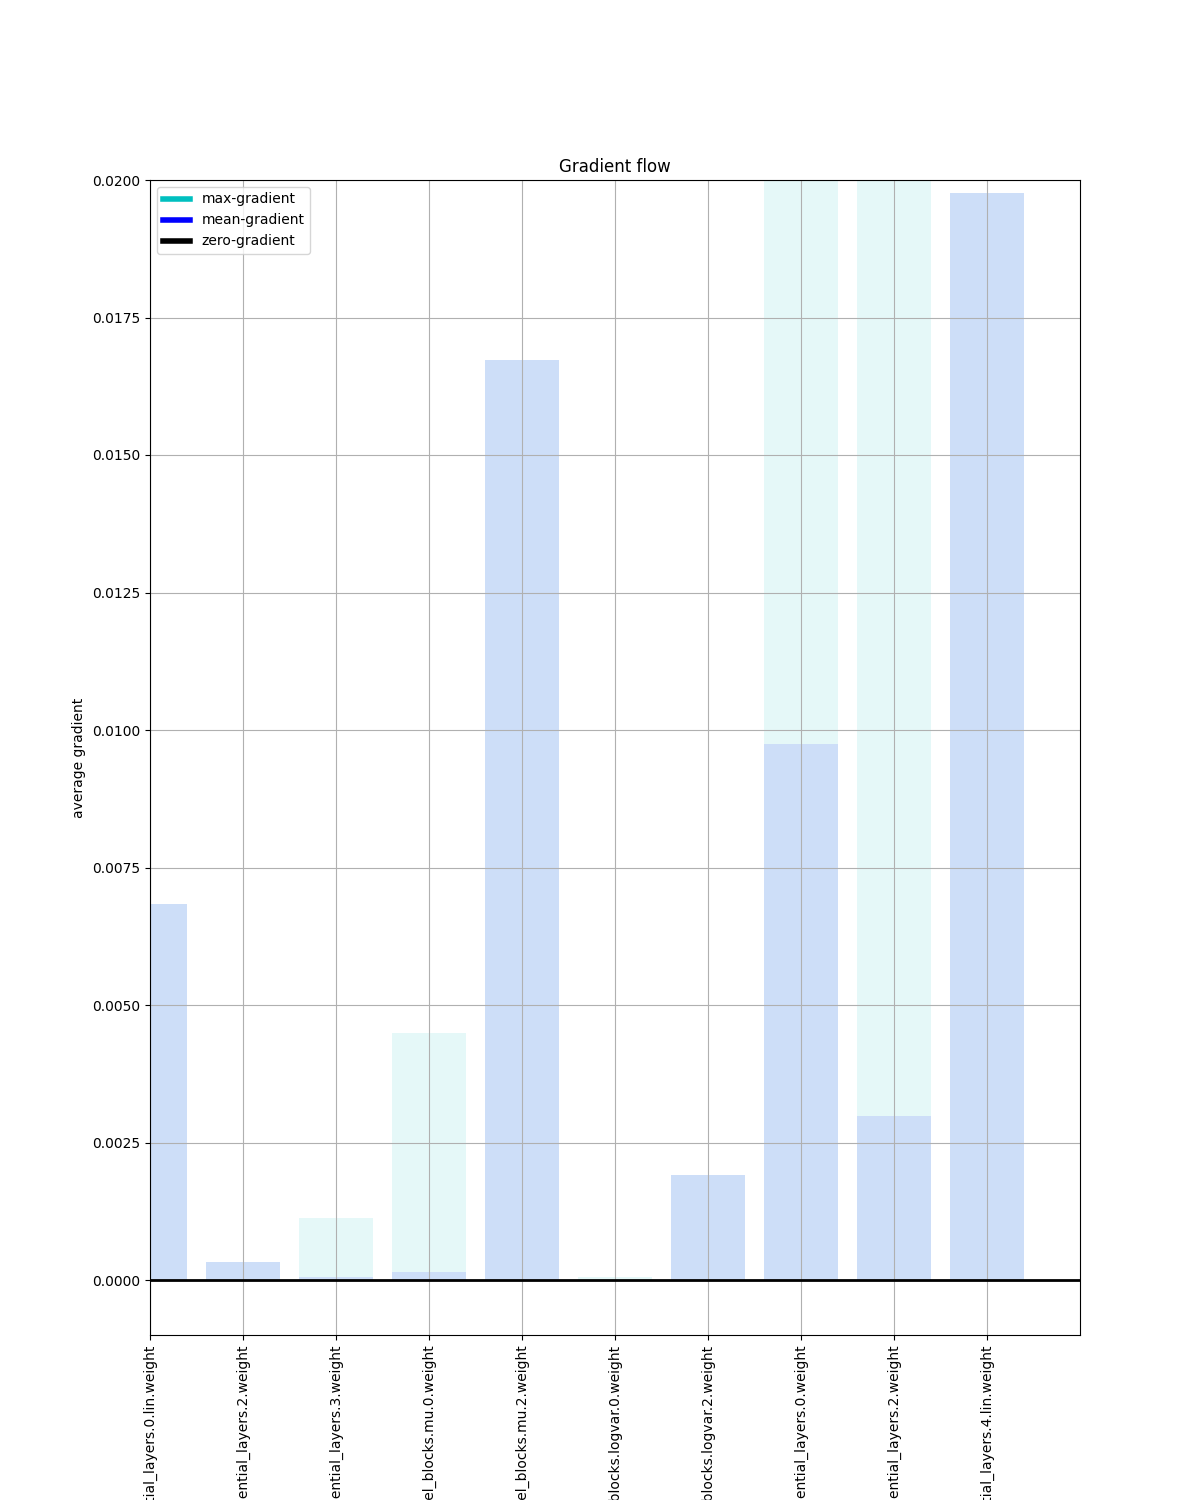 Gradient flow
max-gradient
mean-gradient
zero-gradient
0.0200
0.0175
0.0150
0.0125
0.0100
0.0075
0.0050
0.0025
0.0000
average gradient
tial_layers.0.lin.weight
ential_layers.2.weight
ential_layers.3.weight
el_blocks.mu.0.weight
el_blocks.mu.2.weight
blocks.logvar.0.weight
blocks.logvar.2.weight
ential_layers.0.weight
ential_layers.2.weight
tial_layers.4.lin.weight